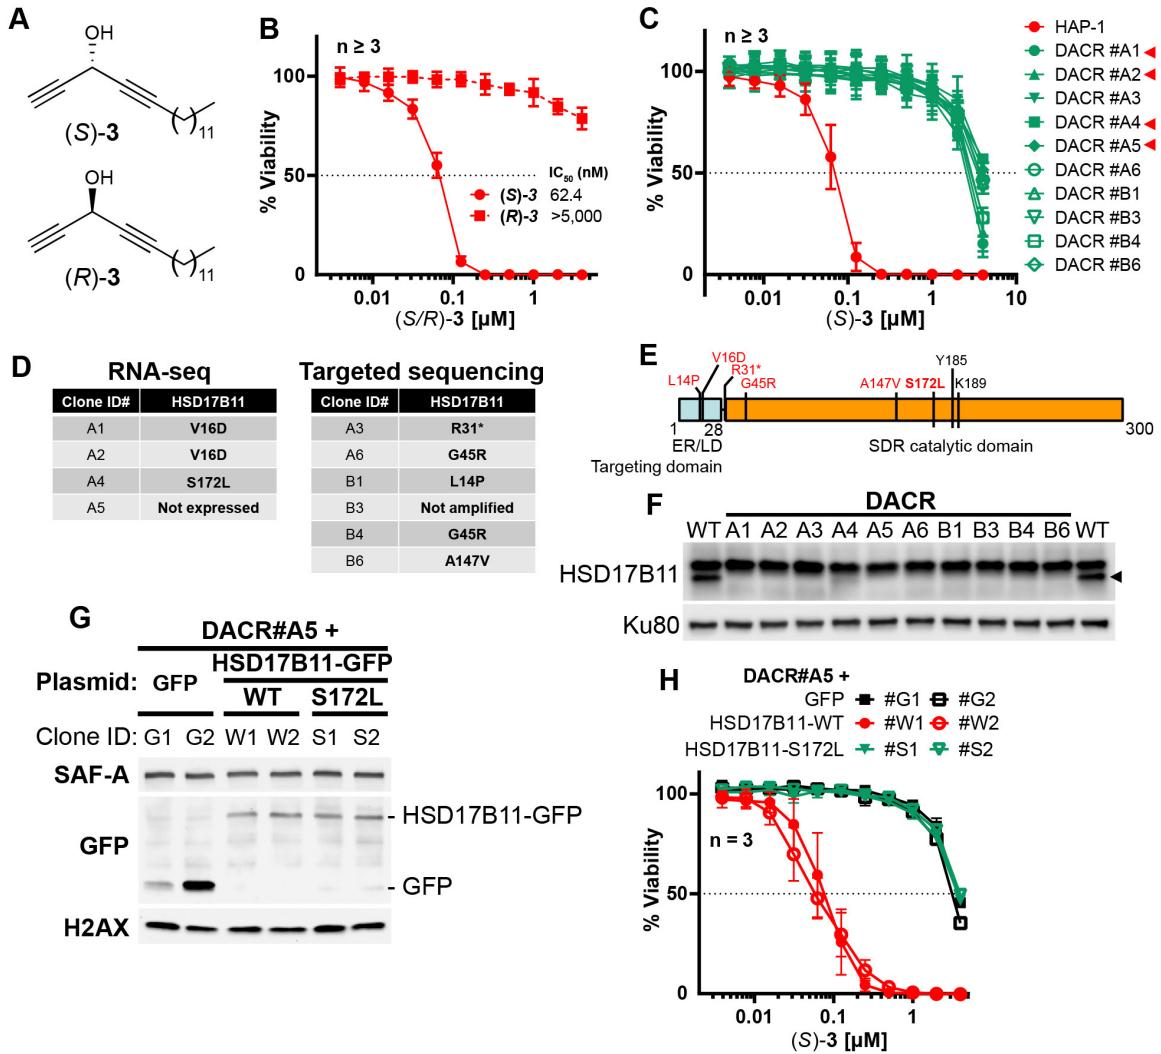 A
OH
11
(S)-3
OH
11
(R)-3
B
n ≥ 3
% Viability
100
50
0
IC50 (nM)
(S)-3 62.4
(R)-3 >5,000
0.01 0.1 1
(S/R)-3 [µM]
C
n ≥ 3
% Viability
100
50
0
0.01 0.1 1 10
(S)-3 [µM]
HAP-1
DACR #A1
DACR #A2
DACR #A3
DACR #A4
DACR #A5
DACR #A6
DACR #B1
DACR #B3
DACR #B4
DACR #B6
D
RNA-seq
Clone ID# HSD17B11
A1 V16D
A2 V16D
A4 S172L
A5 Not expressed
Targeted sequencing
Clone ID# HSD17B11
A3 R31*
A6 G45R
B1 L14P
B3 Not amplified
B4 G45R
B6 A147V
E
V16D
L14P
R31*
G45R
A147V S172L
Y185
K189
1 28 300
ER/LD
Targeting domain
SDR catalytic domain
F
DACR
WT A1 A2 A3 A4 A5 A6 B1 B3 B4 B6 WT
HSD17B11
Ku80
G
DACR#A5 +
HSD17B11-GFP
Plasmid: GFP
WT S172L
Clone ID: G1 G2 W1 W2 S1 S2
SAF-A
- HSD17B11-GFP
GFP
- GFP
H2AX
H
DACR#A5 +
GFP #G1 #G2
HSD17B11-WT #W1 #W2
HSD17B11-S172L #S1 #S2
% Viability
100
50
0
n = 3
0.01 0.1 1
(S)-3 [µM]